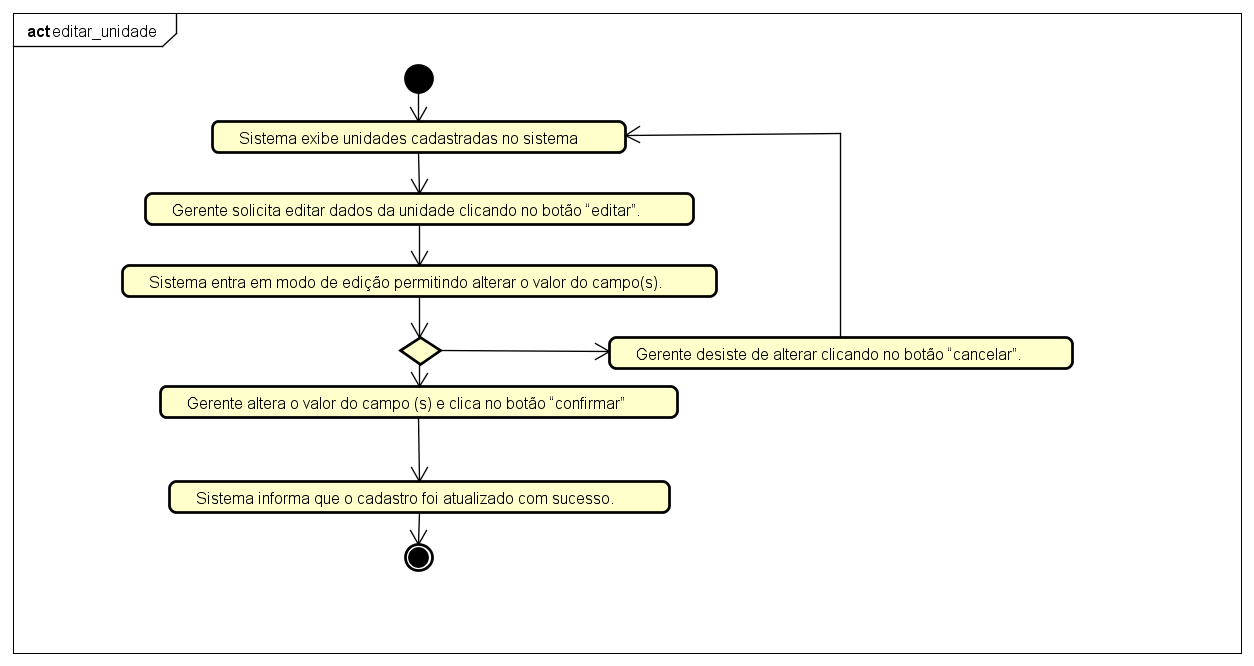 act editar_unidade
Sistema exibe unidades cadastradas no sistema
Gerente solicita editar dados da unidade clicando no botão “editar”.
Sistema entra em modo de edição permitindo alterar o valor do campo(s).
Gerente desiste de alterar clicando no botão “cancelar”.
Gerente altera o valor do campo (s) e clica no botão “confirmar”
Sistema informa que o cadastro foi atualizado com sucesso.